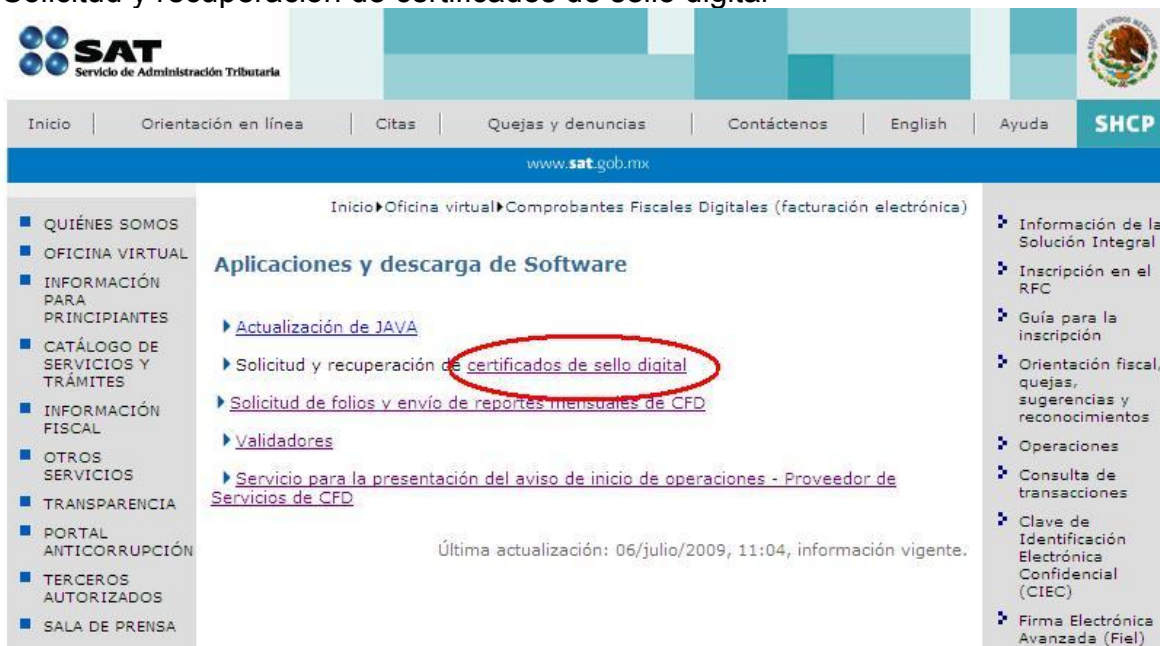 Solicitud y recuperación de certificados de sello digital
SAT
Servicio de Administración Tributaria
ESTADOS UNIDOS MEXICANOS
Inicio
Orientación en línea
Citas
Quejas y denuncias
Contáctenos
English
Ayuda
SHCP
www.sat.gob.mx
QUIÉNES SOMOS
OFICINA VIRTUAL
INFORMACIÓN
PARA
PRINCIPIANTES
CATÁLOGO DE
SERVICIOS Y
TRÁMITES
INFORMACIÓN
FISCAL
OTROS
SERVICIOS
TRANSPARENCIA
PORTAL
ANTICORRUPCIÓN
TERCEROS
AUTORIZADOS
SALA DE PRENSA
Inicio Oficina virtual Comprobantes Fiscales Digitales (facturación electrónica)
Aplicaciones y descarga de Software
Actualización de JAVA
Solicitud y recuperación de certificados de sello digital
Solicitud de folios y envío de reportes mensuales de CFD
Validadores
Servicio para la presentación del aviso de inicio de operaciones - Proveedor de
Servicios de CFD
Última actualización: 06/julio/2009, 11:04, información vigente.
Información de la
Solución Integral
Inscripción en el
RFC
Guía para la
inscripción
Orientación fiscal,
quejas,
sugerencias y
reconocimientos
Operaciones
Consulta de
transacciones
Clave de
Identificación
Electrónica
Confidencial
(CIEC)
Firma Electrónica
Avanzada (Fiel)